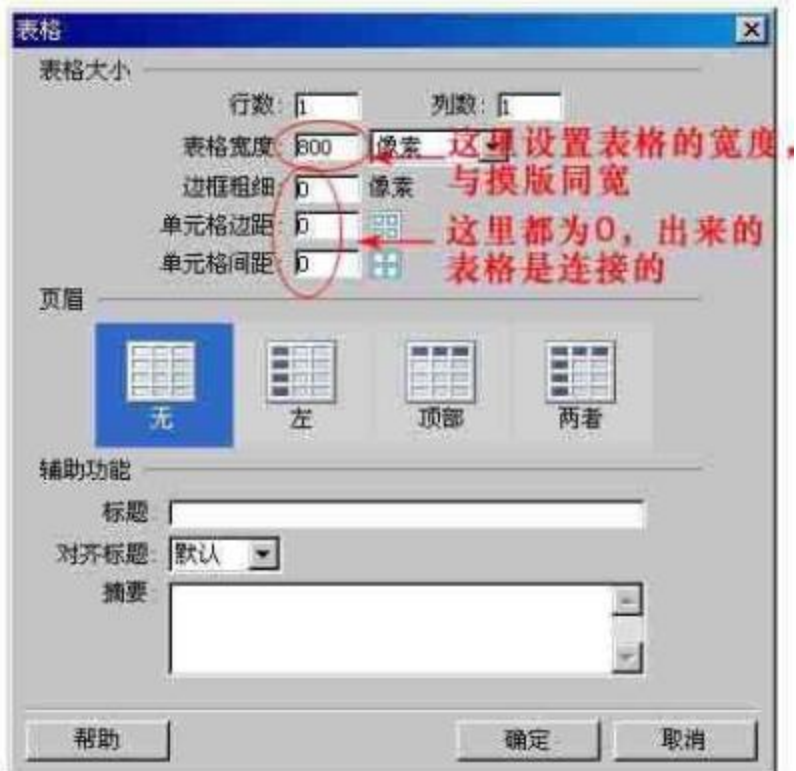 表格
表格大小
行数: 1 列数: 1
表格宽度: 800 像素
这里设置表格的宽度，
与摸版同宽
边框粗细: 0 像素
单元格边距: 0
单元格间距: 0
这里都为0，出来的
表格是连接的
页眉
无 左 顶部 两者
辅助功能
标题:
对齐标题: 默认
摘要:
帮助 确定 取消